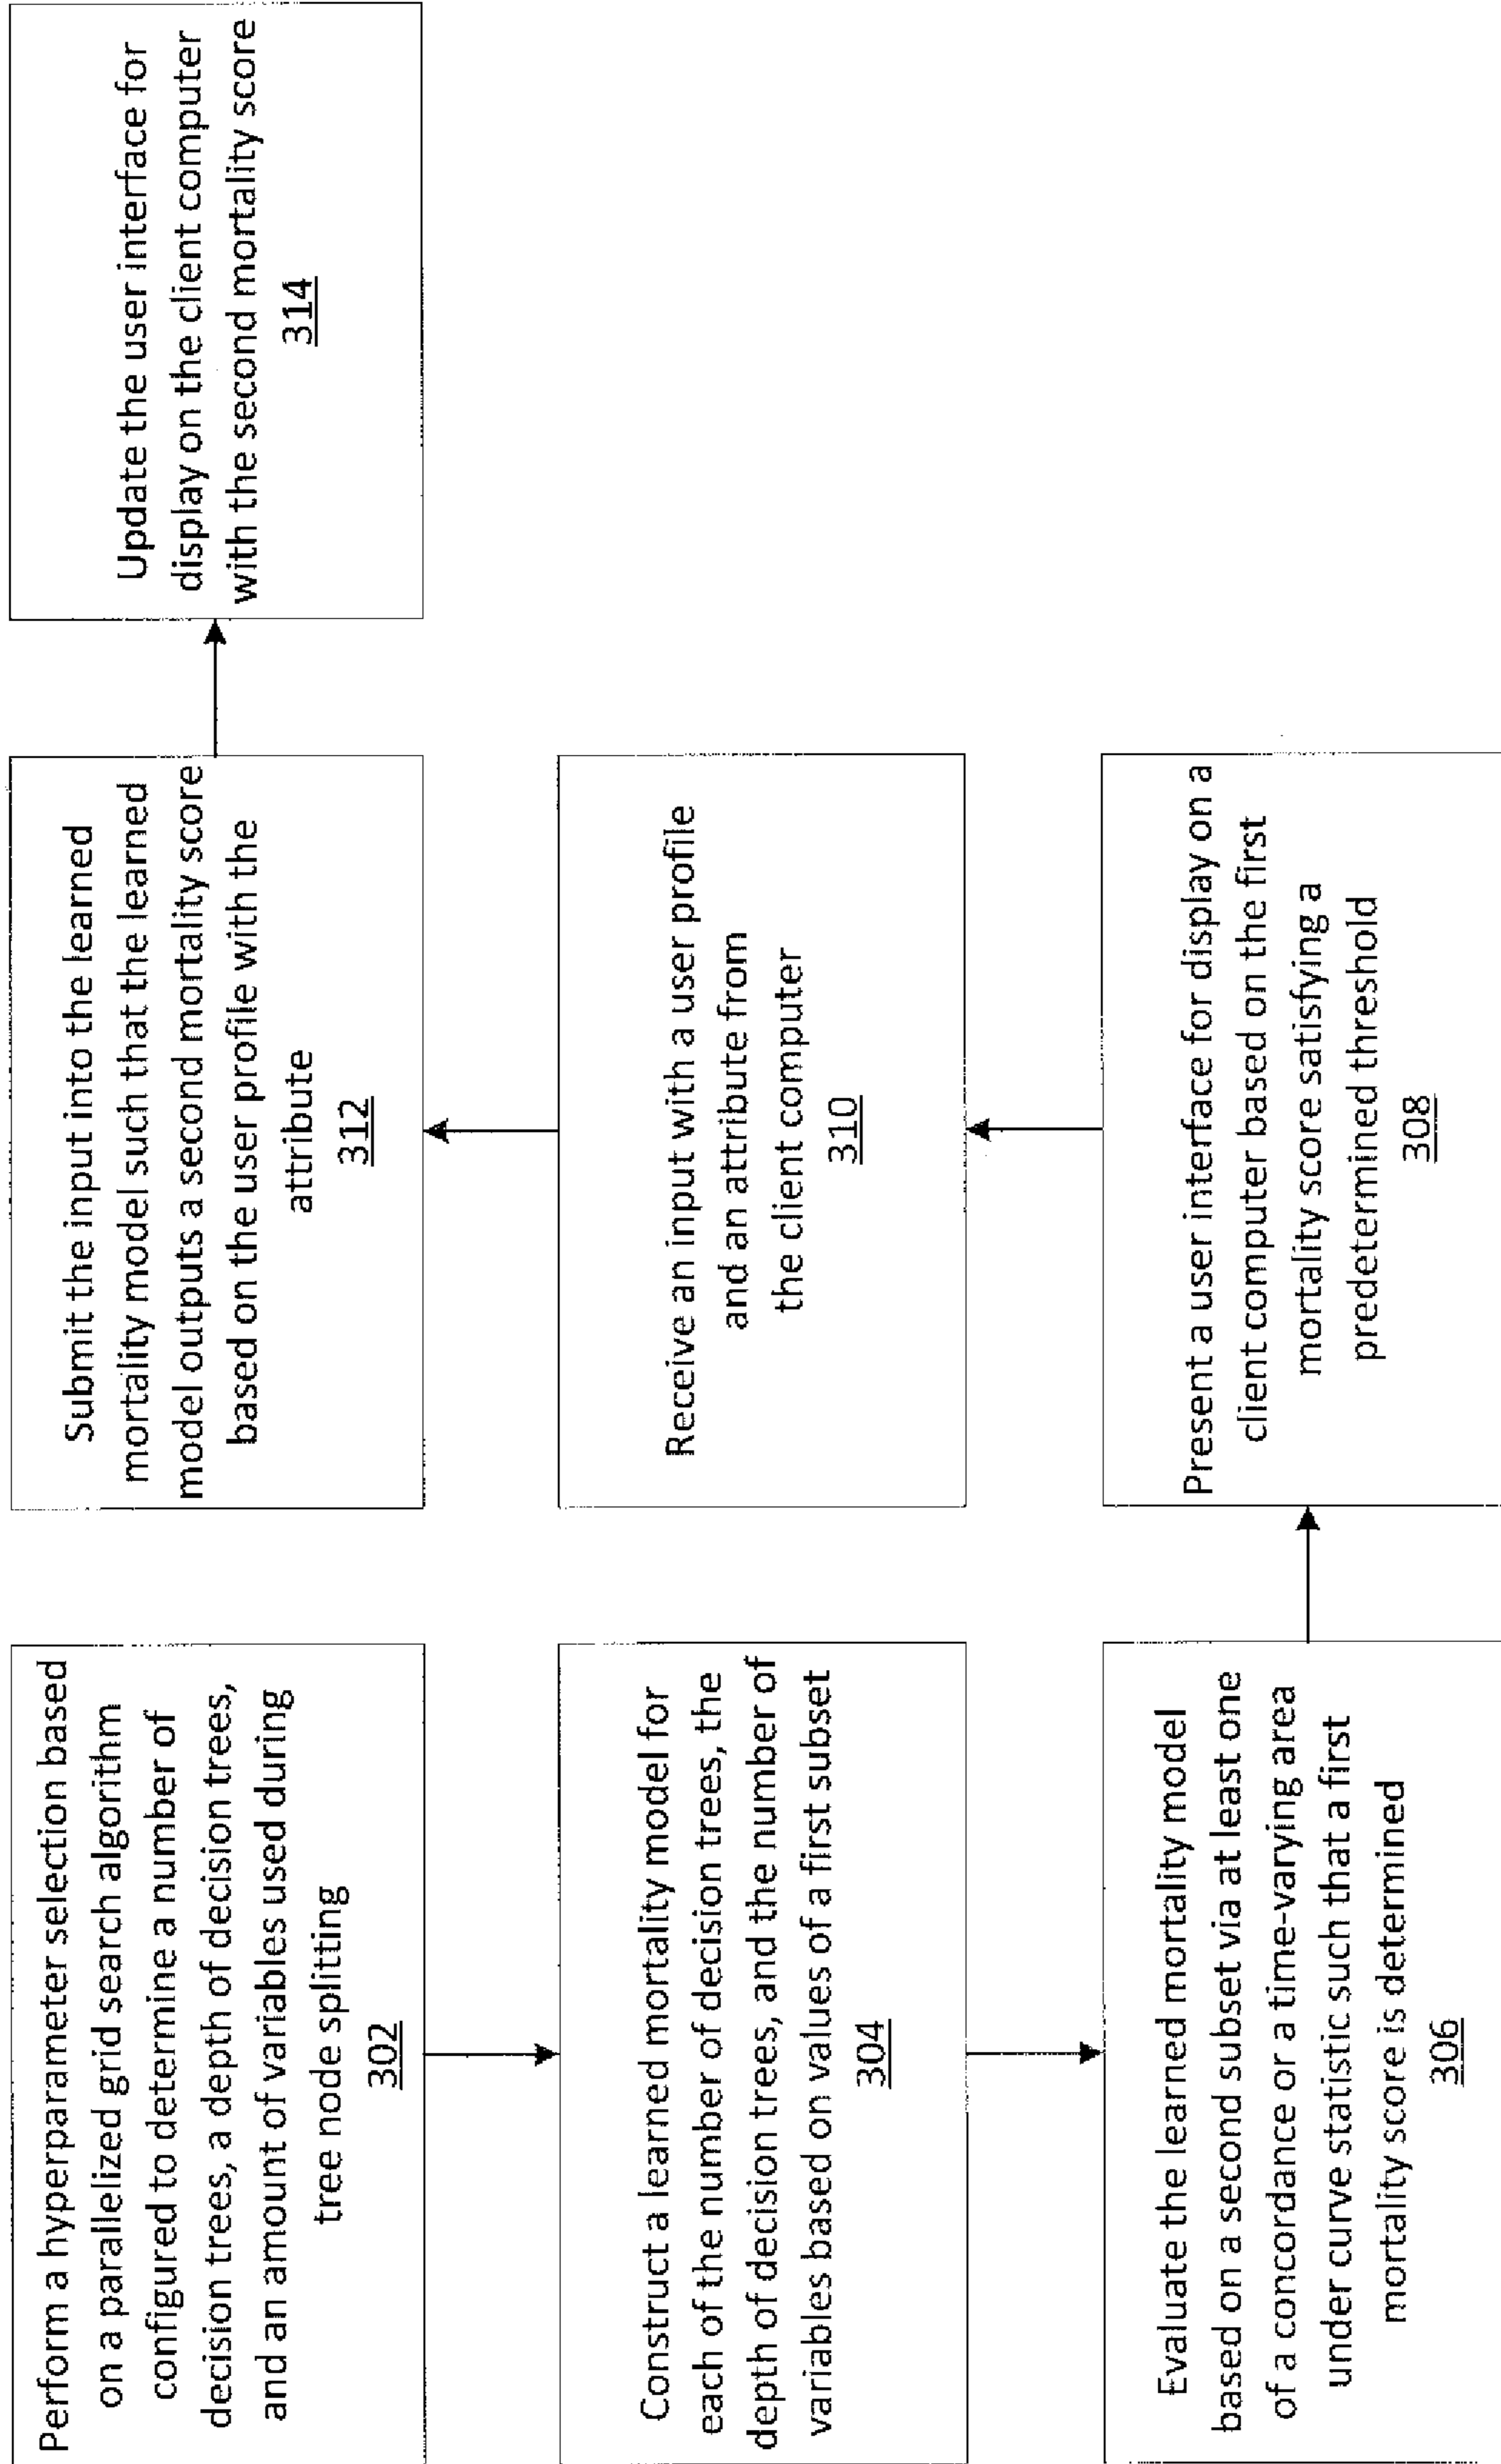 Perform a hyperparameter selection based
on a parallelized grid search algorithm
configured to determine a number of
decision trees, a depth of decision trees,
and an amount of variables used during
tree node splitting
302
Construct a learned mortality model for
each of the number of decision trees, the
depth of decision trees, and the number of
variables based on values of a first subset
304
Evaluate the learned mortality model
based on a second subset via at least one
of a concordance or a time-varying area
under curve statistic such that a first
mortality score is determined
306
Present a user interface for display on a
client computer based on the first
mortality score satisfying a
predetermined threshold
308
Receive an input with a user profile
and an attribute from
the client computer
310
Submit the input into the learned
mortality model such that the learned
model outputs a second mortality score
based on the user profile with the
attribute
312
Update the user interface for
display on the client computer
with the second mortality score
314